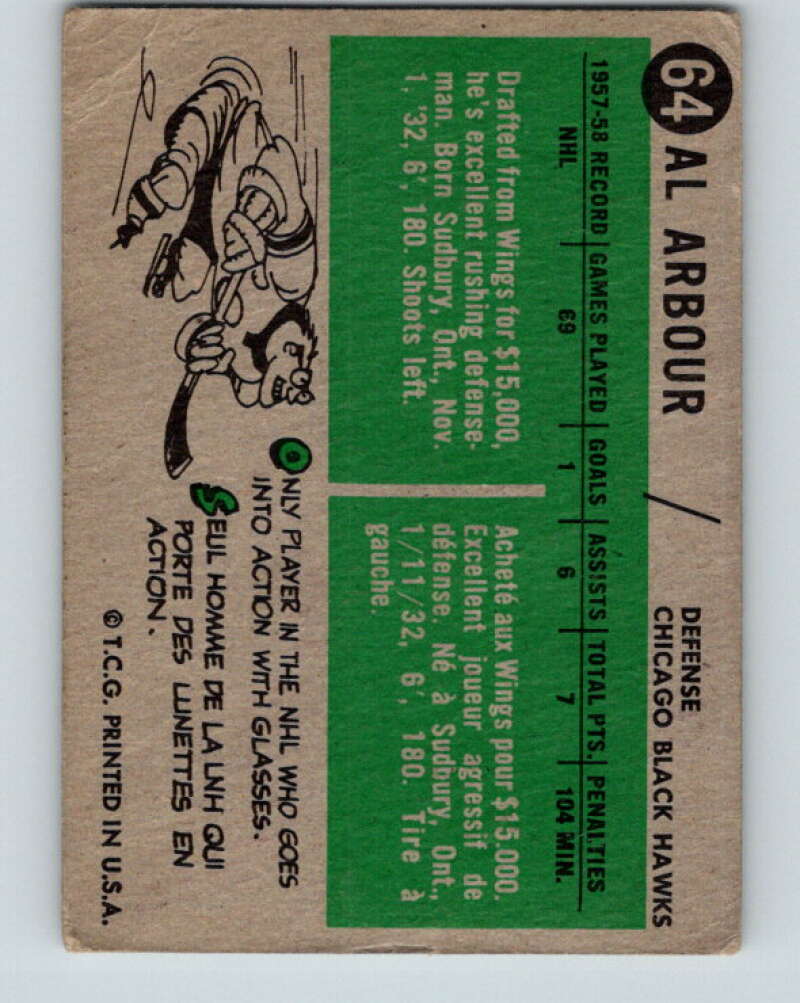 64 AL ARBOUR / DEFENSE
CHICAGO BLACK HAWKS
1957-58 RECORD | GAMES PLAYED | GOALS | ASSISTS | TOTAL PTS. | PENALTIES
NHL 69 1 6 7 104 MIN.
Drafted from Wings for $15,000,
he's excellent rushing defense-
man. Born Sudbury, Ont., Nov.
1, '32, 6', 180. Shoots left.
Acheté aux Wings pour $15.000.
Excellent joueur agressif de
défense. Né à Sudbury, Ont.,
1/11/32, 6', 180. Tire à
gauche.
ONLY PLAYER IN THE NHL WHO GOES
INTO ACTION WITH GLASSES.
SEUL HOMME DE LA LNH QUI
PORTE DES LUNETTES EN
ACTION.
© T.C.G. PRINTED IN U.S.A.